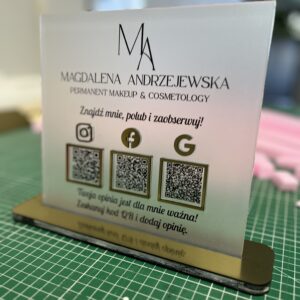 MA
MAGDALENA ANDRZEJEWSKA
PERMANENT MAKEUP & COSMETOLOGY
Znajdź mnie, polub i zaobserwuj!
Twoja opinia jest dla mnie ważna!
Zeskanuj kod QR i dodaj opinię.